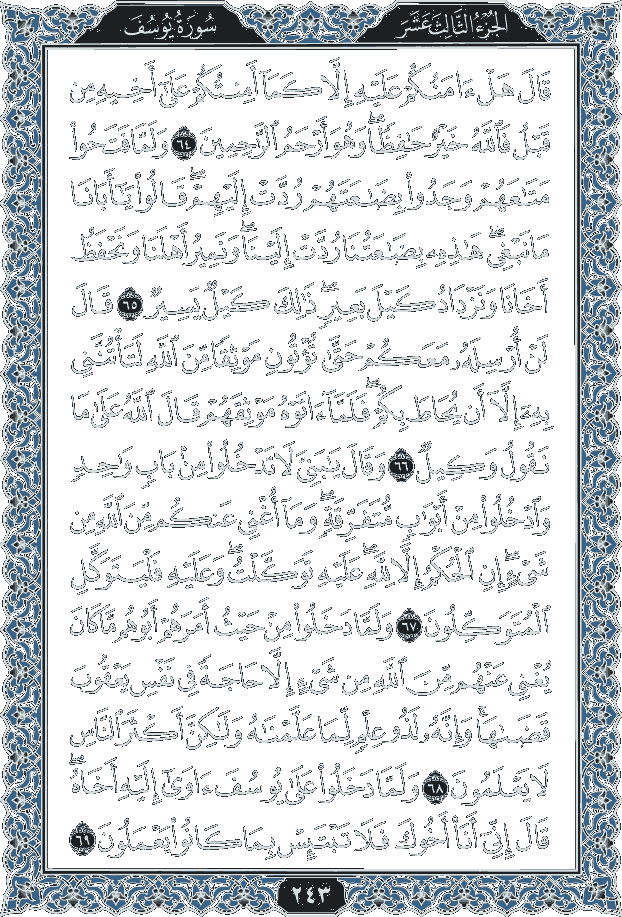 الجزء الثالث عشر
سورة يوسف
قَالَ هَلْ ءَامَنُكُمْ عَلَيْهِ إِلَّا كَمَآ أَمِنتُكُمْ عَلَىٰٓ أَخِيهِ مِن
قَبْلُ فَٱللَّهُ خَيْرٌ حَٰفِظًا ۖ وَهُوَ أَرْحَمُ ٱلرَّٰحِمِينَ ٦٤ وَلَمَّا فَتَحُوا۟
مَتَٰعَهُمْ وَجَدُوا۟ بِضَٰعَتَهُمْ رُدَّتْ إِلَيْهِمْ ۖ قَالُوا۟ يَٰٓأَبَانَا
مَا نَبْغِى ۖ هَٰذِهِۦ بِضَٰعَتُنَا رُدَّتْ إِلَيْنَا ۖ وَنَمِيرُ أَهْلَنَا وَنَحْفَظُ
أَخَانَا وَنَزْدَادُ كَيْلَ بَعِيرٍ ۖ ذَٰلِكَ كَيْلٌ يَسِيرٌ ٦٥ قَالَ
لَنْ أُرْسِلَهُۥ مَعَكُمْ حَتَّىٰ تُؤْتُونِ مَوْثِقًا مِّنَ ٱللَّهِ لَتَأْتُنَّنِى
بِهِۦٓ إِلَّآ أَن يُحَاطَ بِكُمْ ۖ فَلَمَّآ ءَاتَوْهُ مَوْثِقَهُمْ قَالَ ٱللَّهُ عَلَىٰ مَا
نَقُولُ وَكِيلٌ ٦٦ وَقَالَ يَٰبَنِىَّ لَا تَدْخُلُوا۟ مِنۢ بَابٍ وَٰحِدٍ
وَٱدْخُلُوا۟ مِنْ أَبْوَٰبٍ مُّتَفَرِّقَةٍ ۖ وَمَآ أُغْنِى عَنكُم مِّنَ ٱللَّهِ مِن
شَىْءٍ ۖ إِنِ ٱلْحُكْمُ إِلَّا لِلَّهِ ۖ عَلَيْهِ تَوَكَّلْتُ ۖ وَعَلَيْهِ فَلْيَتَوَكَّلِ
ٱلْمُتَوَكِّلُونَ ٦٧ وَلَمَّا دَخَلُوا۟ مِنْ حَيْثُ أَمَرَهُمْ أَبُوهُم مَّا كَانَ
يُغْنِى عَنْهُم مِّنَ ٱللَّهِ مِن شَىْءٍ إِلَّا حَاجَةً فِى نَفْسِ يَعْقُوبَ
قَضَىٰهَا ۚ وَإِنَّهُۥ لَذُو عِلْمٍ لِّمَا عَلَّمْنَٰهُ وَلَٰكِنَّ أَكْثَرَ ٱلنَّاسِ
لَا يَعْلَمُونَ ٦٨ وَلَمَّا دَخَلُوا۟ عَلَىٰ يُوسُفَ ءَاوَىٰٓ إِلَيْهِ أَخَاهُ ۖ
قَالَ إِنِّىٓ أَنَا۠ أَخُوكَ فَلَا تَبْتَئِسْ بِمَا كَانُوا۟ يَعْمَلُونَ ٦٩
٢٤٣